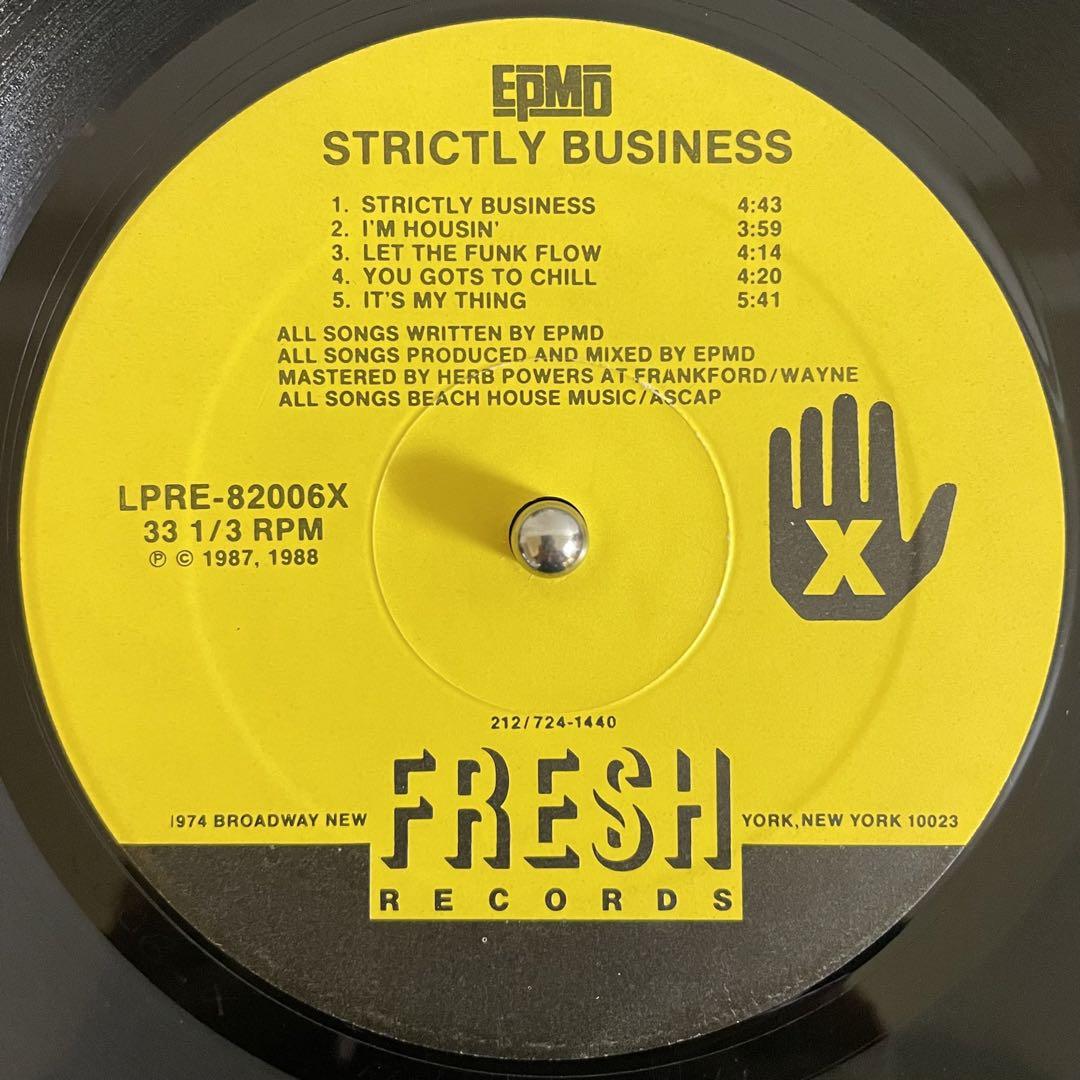 EPMD
STRICTLY BUSINESS
1. STRICTLY BUSINESS 4:43
2. I'M HOUSIN' 3:59
3. LET THE FUNK FLOW 4:14
4. YOU GOTS TO CHILL 4:20
5. IT'S MY THING 5:41
ALL SONGS WRITTEN BY EPMD
ALL SONGS PRODUCED AND MIXED BY EPMD
MASTERED BY HERB POWERS AT FRANKFORD/WAYNE
ALL SONGS BEACH HOUSE MUSIC/ASCAP
LPRE-82006X
33 1/3 RPM
℗ © 1987, 1988
X
212/724-1440
FRESH
1974 BROADWAY NEW YORK, NEW YORK 10023
RECORDS